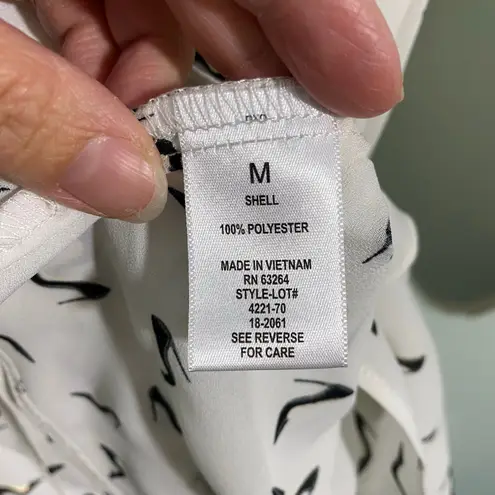 M
SHELL
100% POLYESTER
MADE IN VIETNAM
RN 63264
STYLE-LOT#
4221-70
18-2061
SEE REVERSE
FOR CARE